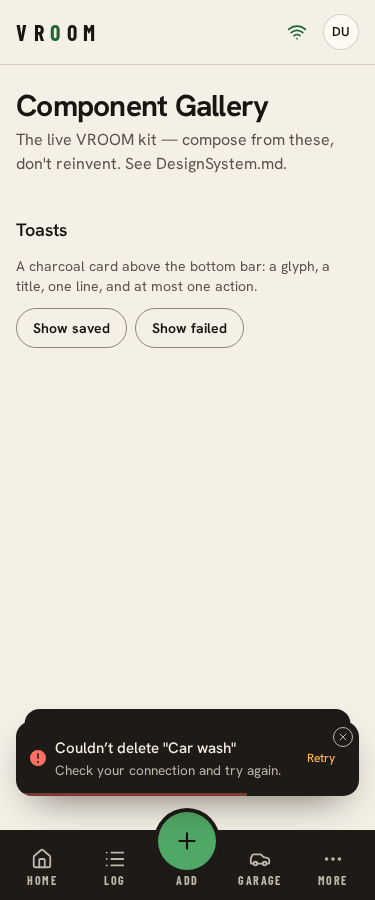 VROOM
DU
Component Gallery
The live VROOM kit — compose from these,
don't reinvent. See DesignSystem.md.
Toasts
A charcoal card above the bottom bar: a glyph, a
title, one line, and at most one action.
Show saved
Show failed
Couldn’t delete "Car wash"
Check your connection and try again.
Retry
HOME
LOG
ADD
GARAGE
MORE